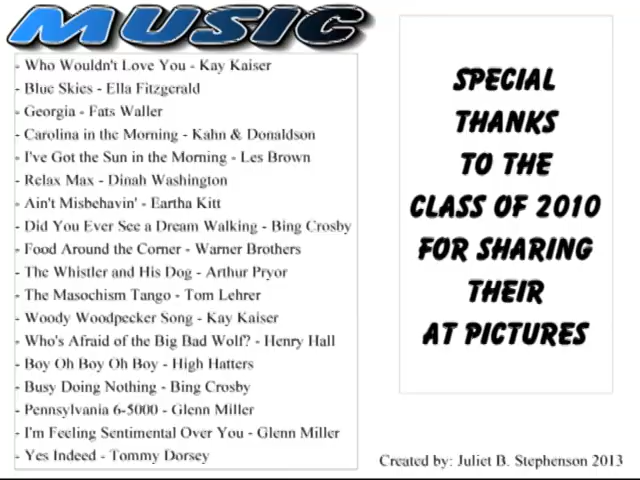 MUSIC
- Who Wouldn't Love You - Kay Kaiser
- Blue Skies - Ella Fitzgerald
- Georgia - Fats Waller
- Carolina in the Morning - Kahn & Donaldson
- I've Got the Sun in the Morning - Les Brown
- Relax Max - Dinah Washington
- Ain't Misbehavin' - Eartha Kitt
- Did You Ever See a Dream Walking - Bing Crosby
- Food Around the Corner - Warner Brothers
- The Whistler and His Dog - Arthur Pryor
- The Masochism Tango - Tom Lehrer
- Woody Woodpecker Song - Kay Kaiser
- Who's Afraid of the Big Bad Wolf? - Henry Hall
- Boy Oh Boy Oh Boy - High Hatters
- Busy Doing Nothing - Bing Crosby
- Pennsylvania 6-5000 - Glenn Miller
- I'm Feeling Sentimental Over You - Glenn Miller
- Yes Indeed - Tommy Dorsey
SPECIAL
THANKS
TO THE
CLASS OF 2010
FOR SHARING
THEIR
AT PICTURES
Created by: Juliet B. Stephenson 2013